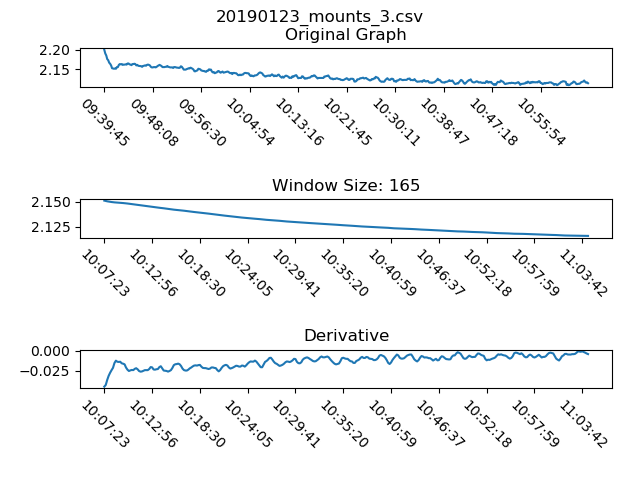 20190123_mounts_3.csv
Original Graph
2.20
2.15
09:39:45 09:48:08 09:56:30 10:04:54 10:13:16 10:21:45 10:30:11 10:38:47 10:47:18 10:55:54
Window Size: 165
2.150
2.125
10:07:23 10:12:56 10:18:30 10:24:05 10:29:41 10:35:20 10:40:59 10:46:37 10:52:18 10:57:59 11:03:42
Derivative
0.000
−0.025
10:07:23 10:12:56 10:18:30 10:24:05 10:29:41 10:35:20 10:40:59 10:46:37 10:52:18 10:57:59 11:03:42